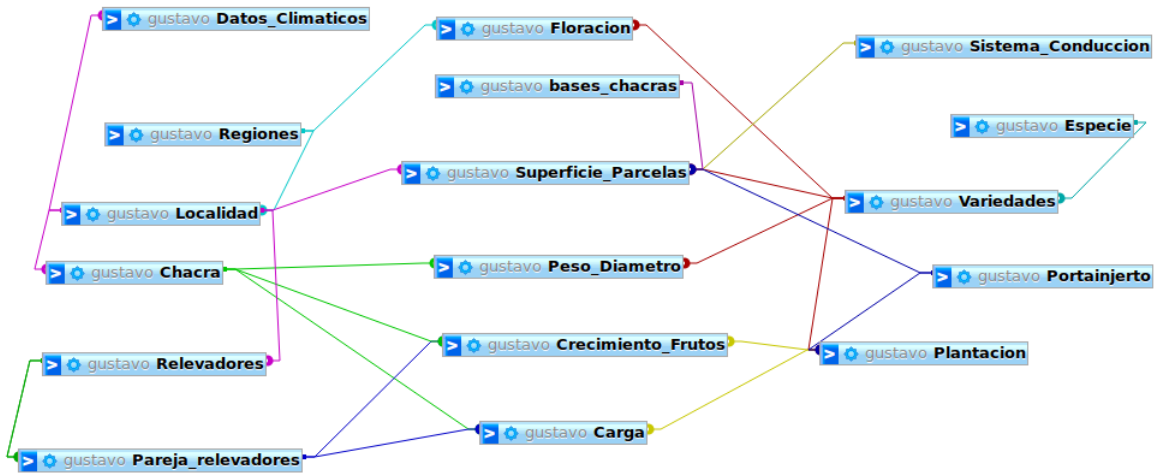 gustavo Datos_Climaticos
gustavo Floracion
gustavo Sistema_Conduccion
gustavo bases_chacras
gustavo Regiones
gustavo Especie
gustavo Superficie_Parcelas
gustavo Localidad
gustavo Variedades
gustavo Chacra
gustavo Peso_Diametro
gustavo Portainjerto
gustavo Relevadores
gustavo Crecimiento_Frutos
gustavo Plantacion
gustavo Pareja_relevadores
gustavo Carga